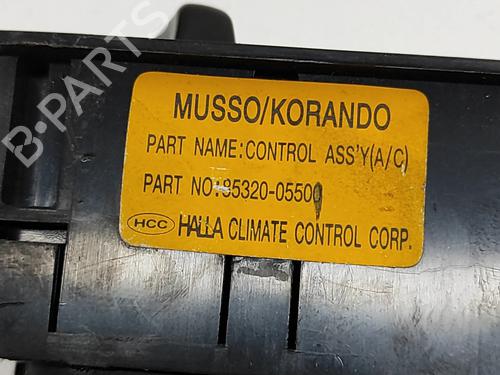 B-PARTS
MUSSO/KORANDO
PART NAME:CONTROL ASS'Y(A/C)
PART NO:85320-05500
HCC HALLA CLIMATE CONTROL CORP.